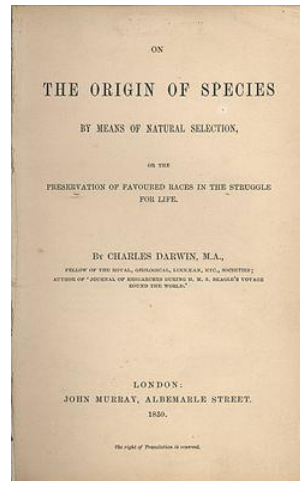 ON
THE ORIGIN OF SPECIES
BY MEANS OF NATURAL SELECTION,
OR THE
PRESERVATION OF FAVOURED RACES IN THE STRUGGLE
FOR LIFE.
By CHARLES DARWIN, M.A.,
FELLOW OF THE ROYAL, GEOLOGICAL, LINNÆAN, ETC., SOCIETIES;
AUTHOR OF 'JOURNAL OF RESEARCHES DURING H. M. S. BEAGLE'S VOYAGE
ROUND THE WORLD.'
LONDON:
JOHN MURRAY, ALBEMARLE STREET.
1859.
The right of Translation is reserved.